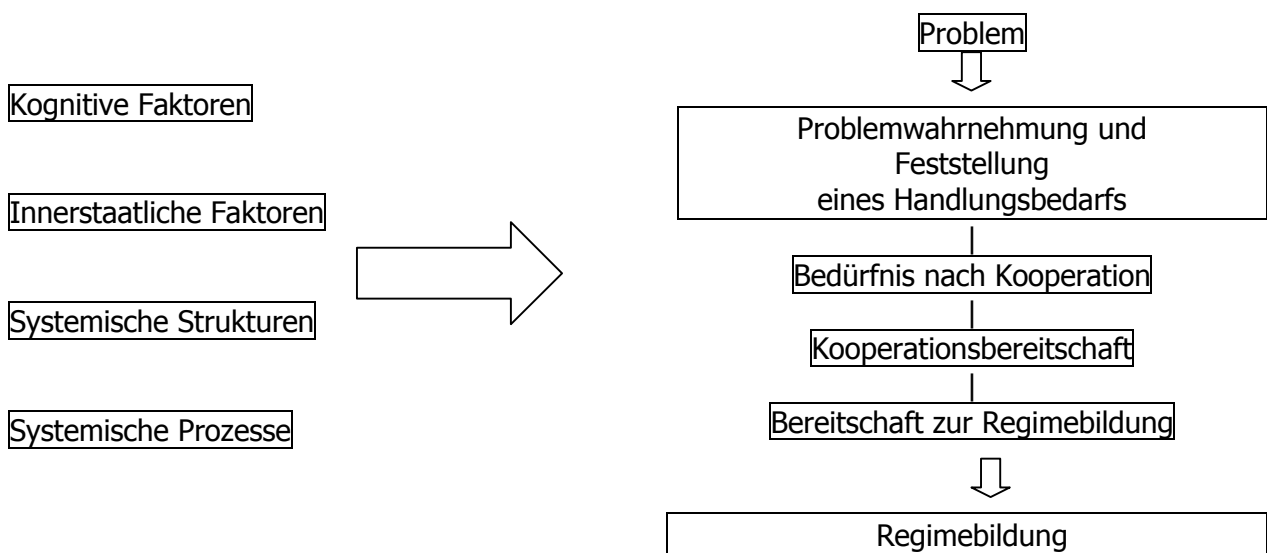 Kognitive Faktoren
Innerstaatliche Faktoren
Systemische Strukturen
Systemische Prozesse
Problem
Problemwahrnehmung und
Feststellung
eines Handlungsbedarfs
Bedürfnis nach Kooperation
Kooperationsbereitschaft
Bereitschaft zur Regimebildung
Regimebildung